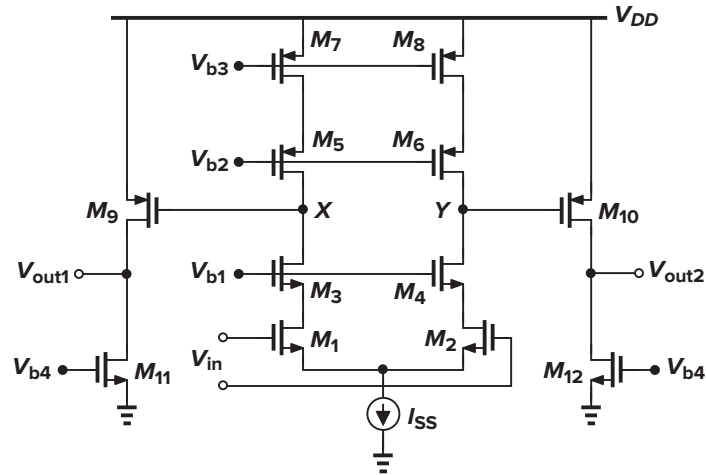 V_DD
M_7 M_8
V_b3
M_5 M_6
V_b2
M_9 X Y M_10
V_out1 V_b1 M_3 M_4 V_out2
V_in M_1 M_2
V_b4 M_11 M_12 V_b4
I_SS